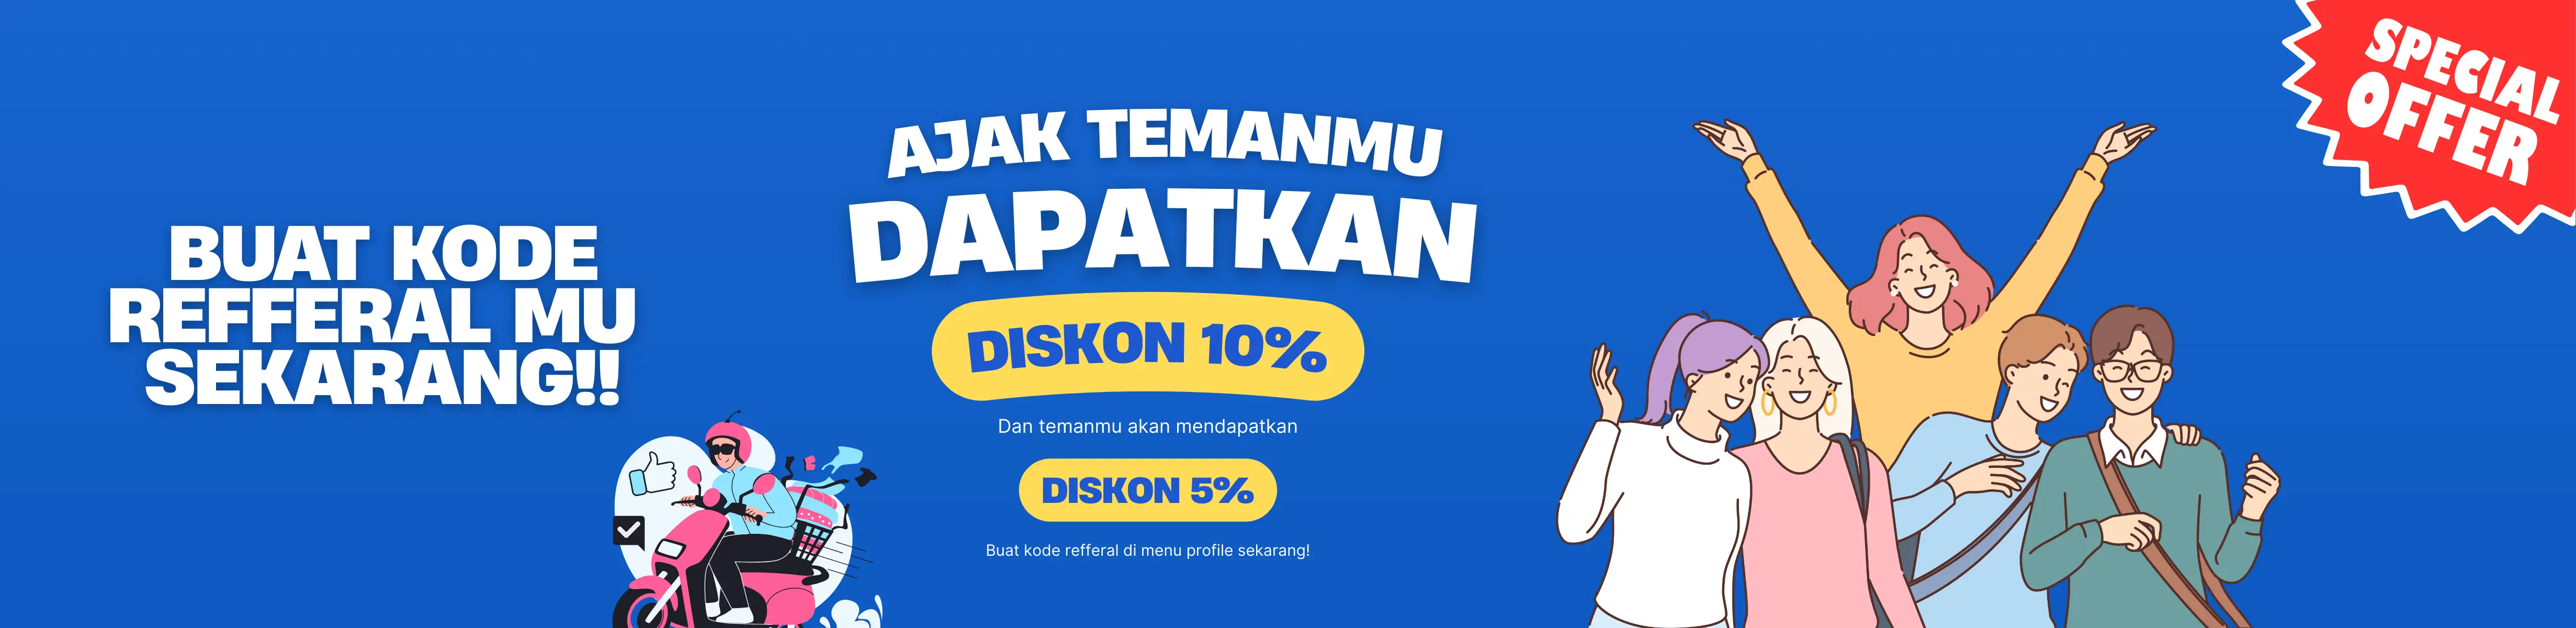 BUAT KODE
REFFERAL MU
SEKARANG!!
AJAK TEMANMU
DAPATKAN
DISKON 10%
Dan temanmu akan mendapatkan
DISKON 5%
Buat kode refferal di menu profile sekarang!
SPECIAL
OFFER